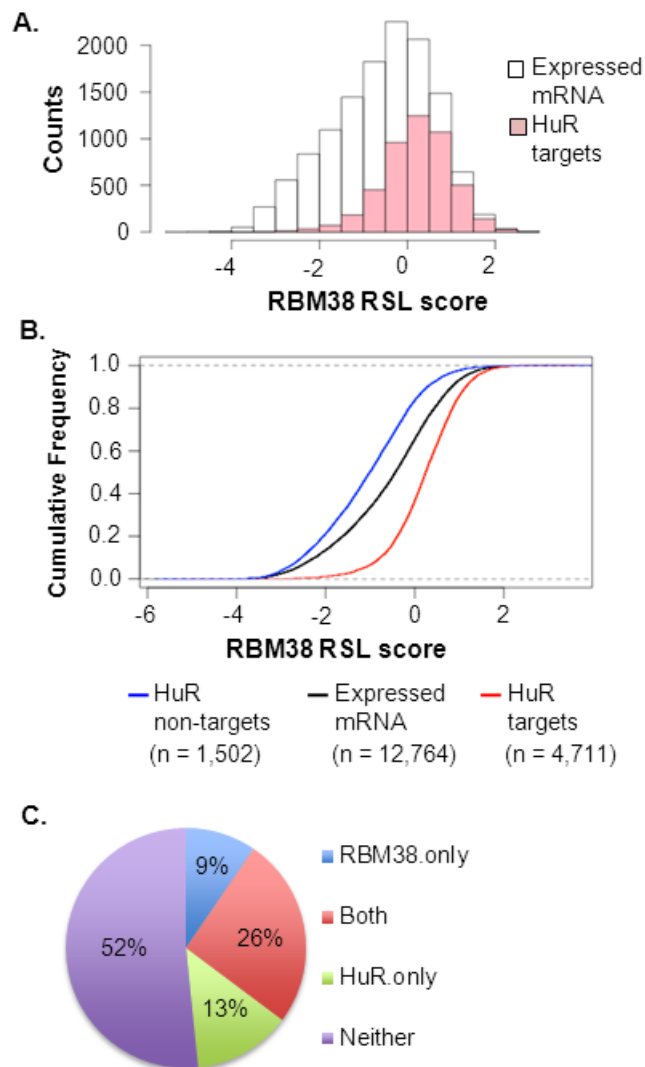 A.
Counts
2000
1500
1000
500
0
Expressed
mRNA
HuR
targets
-4 -2 0 2
RBM38 RSL score
B.
Cumulative Frequency
1.0
0.8
0.6
0.4
0.2
0.0
-6 -4 -2 0 2
RBM38 RSL score
HuR
non-targets
(n = 1,502)
Expressed
mRNA
(n = 12,764)
HuR
targets
(n = 4,711)
C.
9%
26%
13%
52%
RBM38.only
Both
HuR.only
Neither